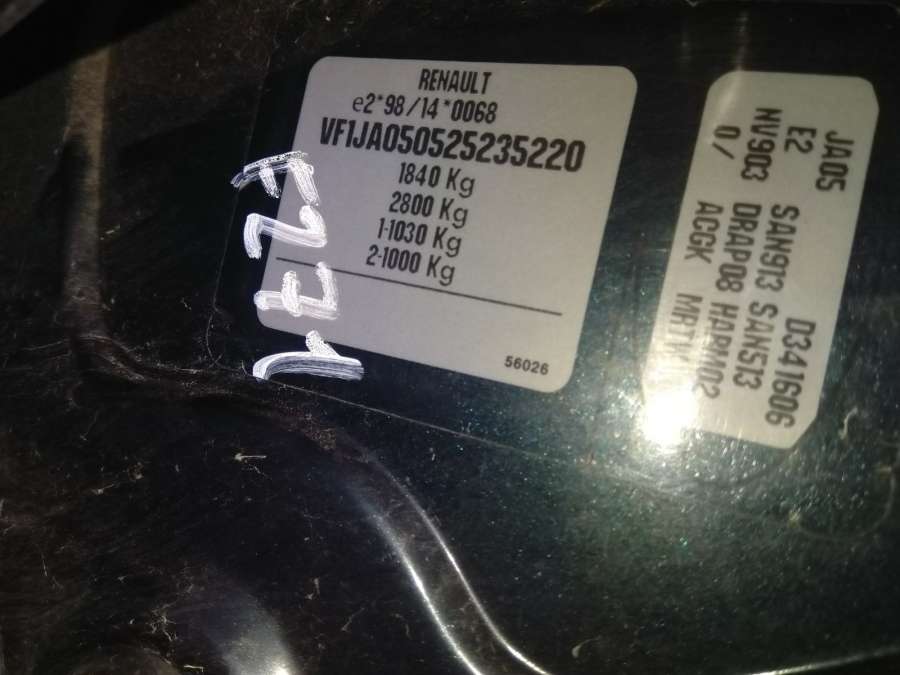 RENAULT
e2*98/14*0068
VF1JA050525235220
1840 Kg
2800 Kg
1-1030 Kg
2-1000 Kg
56026
JA05 SAN913 D341606
E2 SAN913 SAN513
NV903 DRAP08 HARM02
0/ ACGK